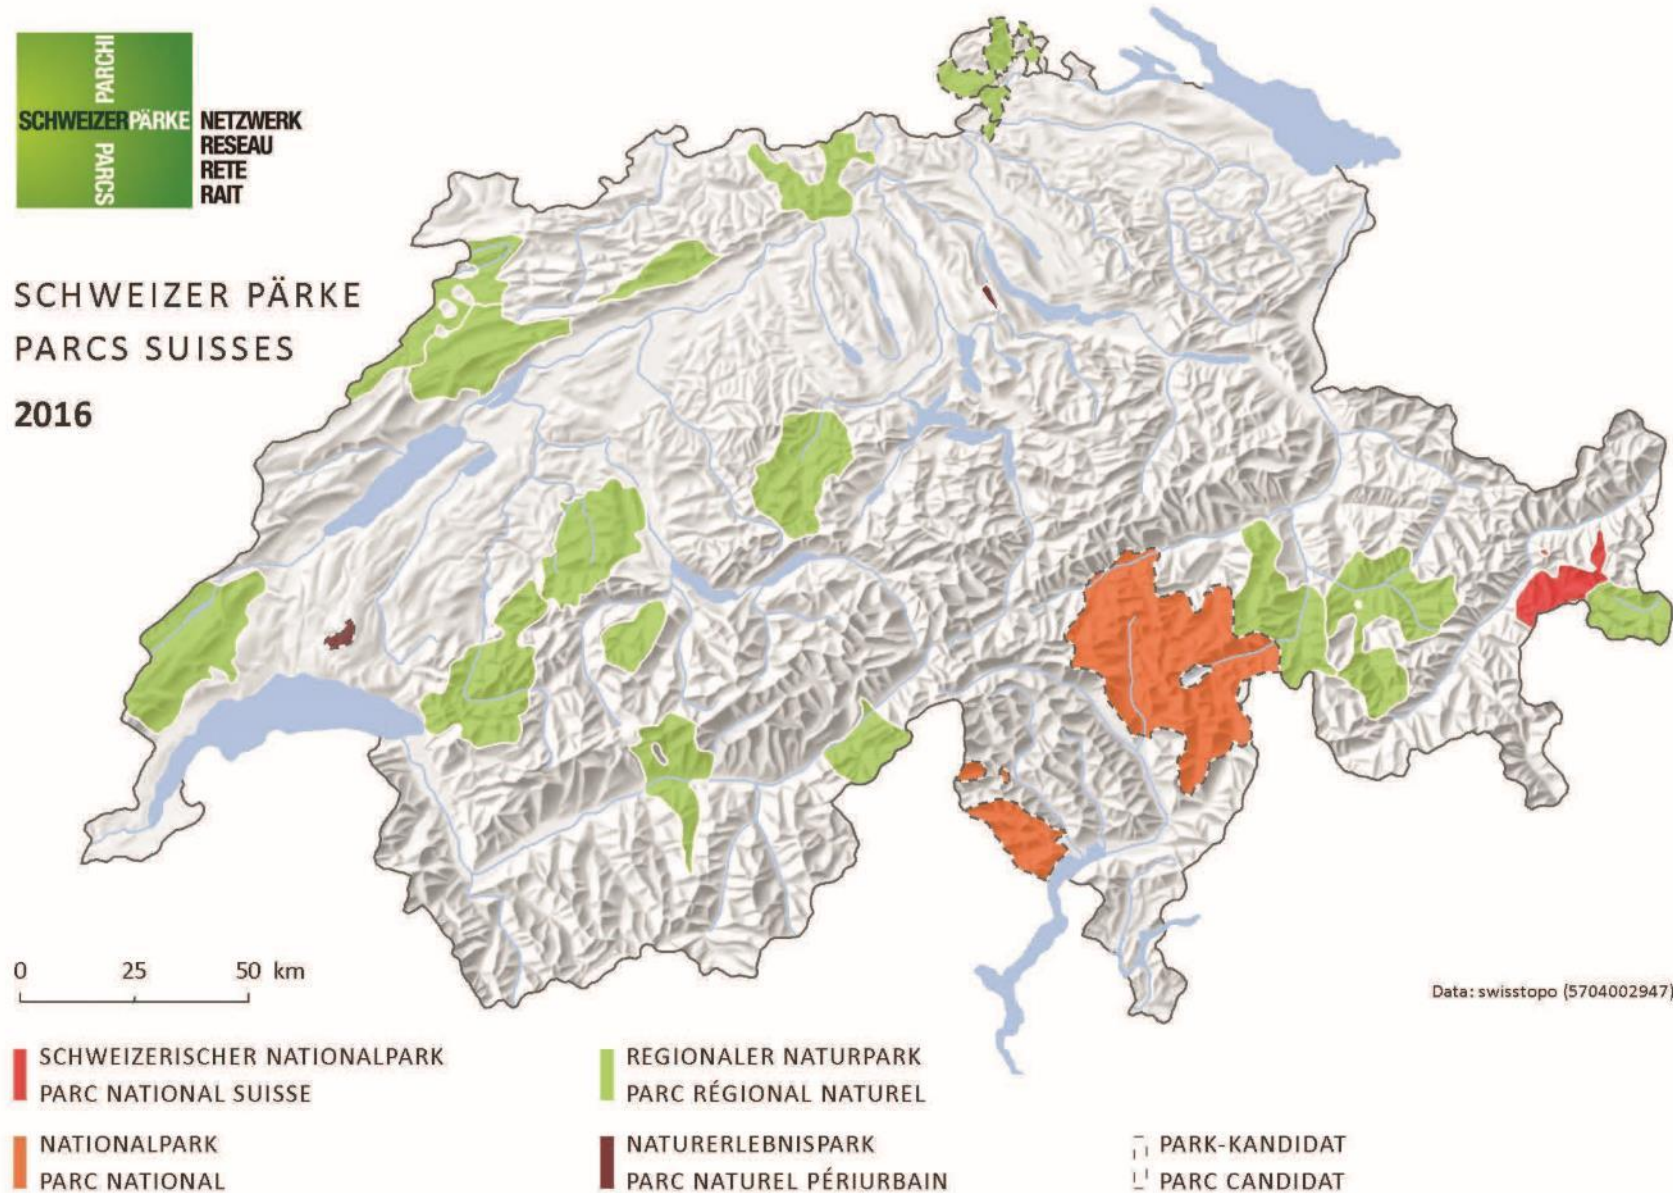 PARCHI
SCHWEIZERPÄRKE
PARCS
NETZWERK
RESEAU
RETE
RAIT
SCHWEIZER PÄRKE
PARCS SUISSES
2016
0 25 50 km
Data: swisstopo (5704002947)
SCHWEIZERISCHER NATIONALPARK
PARC NATIONAL SUISSE
REGIONALER NATURPARK
PARC RÉGIONAL NATUREL
NATIONALPARK
PARC NATIONAL
NATURERLEBNISPARK
PARC NATUREL PÉRIURBAIN
PARK-KANDIDAT
PARC CANDIDAT